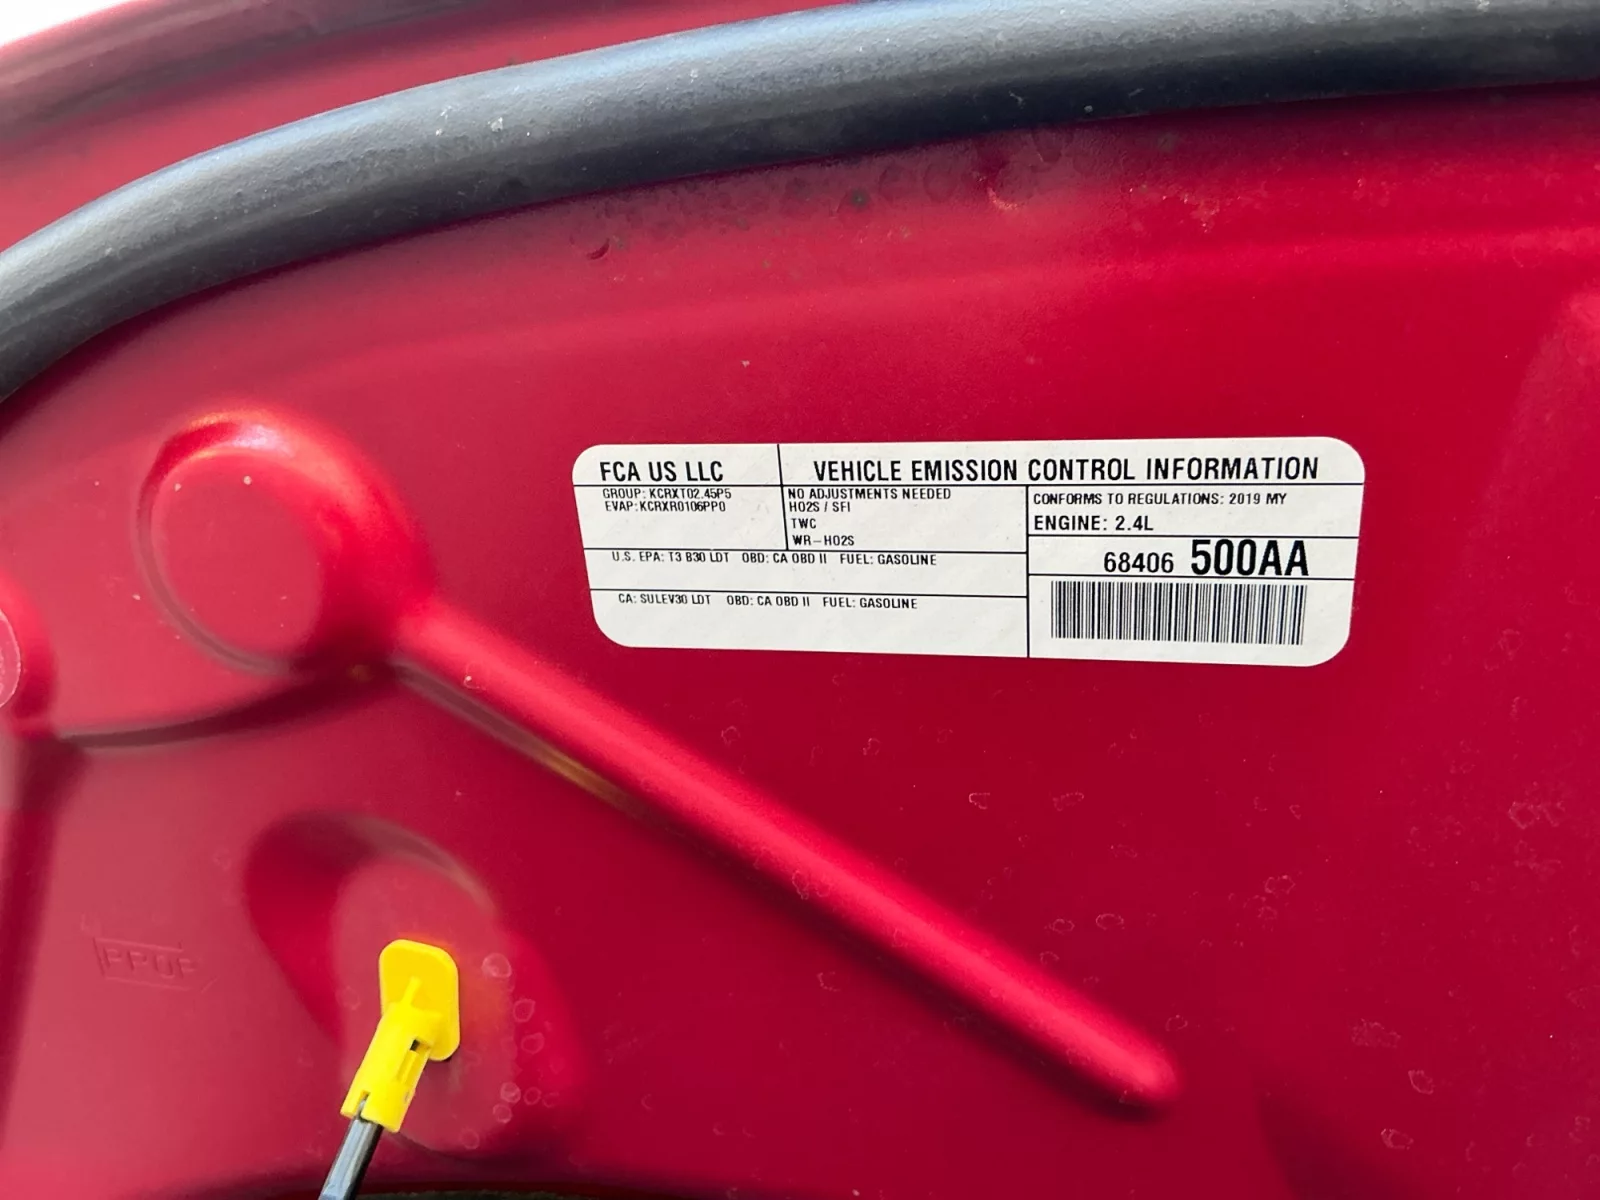 FCA US LLC
VEHICLE EMISSION CONTROL INFORMATION
GROUP: KCRXT02.45P5
EVAP: KCRXR0106PP0
NO ADJUSTMENTS NEEDED
HO2S / SFI
TWC
WR-HO2S
CONFORMS TO REGULATIONS: 2019 MY
ENGINE: 2.4L
68406 500AA
U.S. EPA: T3 B30 LDT OBD: CA OBD II FUEL: GASOLINE
CA: SULEV30 LDT OBD: CA OBD II FUEL: GASOLINE
PROP